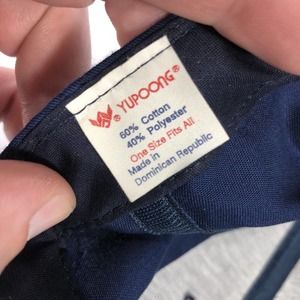 ® YUPOONG®
60% Cotton
40% Polyester
One Size Fits All
Made in
Dominican Republic